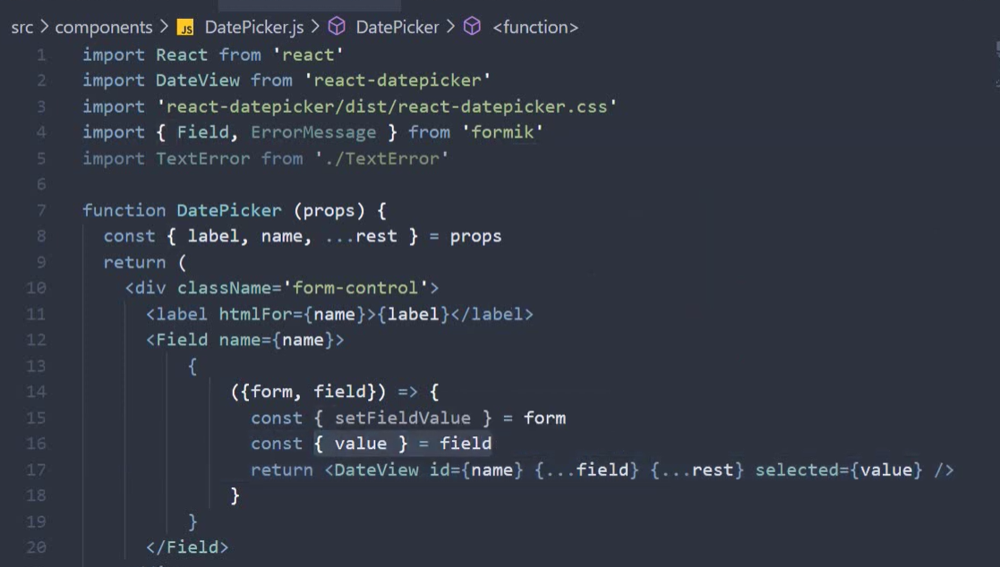 src > components > JS DatePicker.js > DatePicker > <function>
1 import React from 'react'
2 import DateView from 'react-datepicker'
3 import 'react-datepicker/dist/react-datepicker.css'
4 import { Field, ErrorMessage } from 'formik'
5 import TextError from './TextError'
6
7 function DatePicker (props) {
8 const { label, name, ...rest } = props
9 return (
10 <div className='form-control'>
11 <label htmlFor={name}>{label}</label>
12 <Field name={name}>
13 {
14 ({form, field}) => {
15 const { setFieldValue } = form
16 const { value } = field
17 return <DateView id={name} {...field} {...rest} selected={value} />
18 }
19 }
20 </Field>